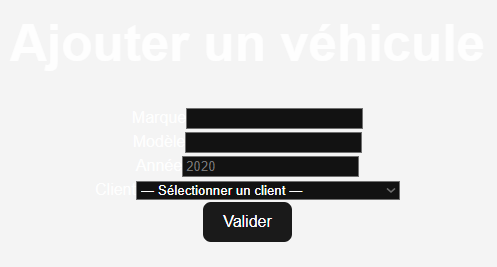 Ajouter un véhicule
Marque
Modèle
Année 2020
Client — Sélectionner un client —
Valider